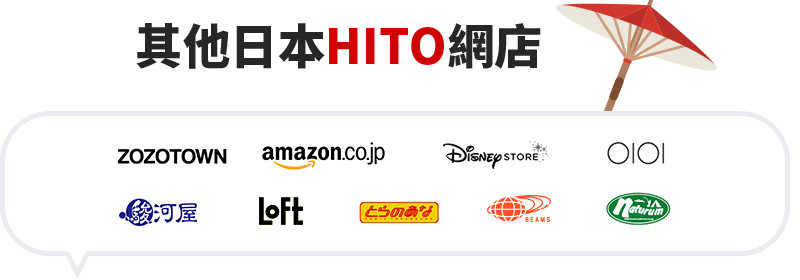 其他日本HITO網店
ZOZOTOWN
amazon.co.jp
Disney STORE
OIOI
駿河屋
LOFT
とらのあな
BEAMS
Naturum